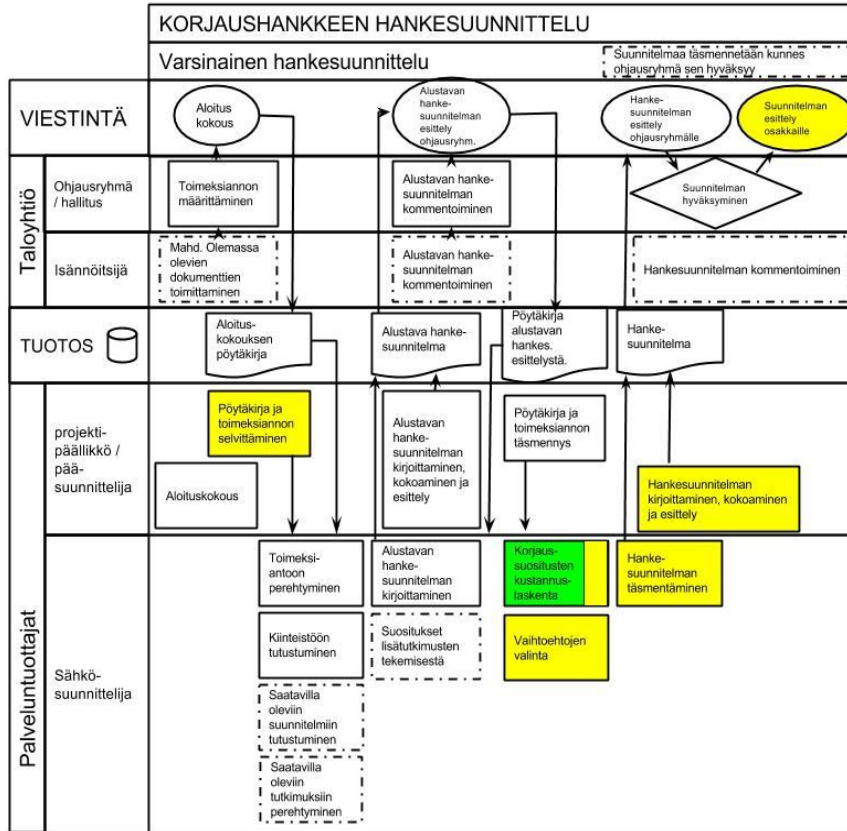 KORJAUSHANKKEEN HANKESUUNNITTELU
Varsinainen hankesuunnittelu
Suunnitelmaa täsmennetään kunnes
ohjausryhmä sen hyväksyy
VIESTINTÄ
Aloitus
kokous
Alustavan
hanke-
suunnitelman
esittely
ohjausryhm.
Hanke-
suunnitelman
esittely
ohjausryhmälle
Suunnitelman
esittely
osakkaille
Taloyhtiö
Ohjausryhmä
/ hallitus
Toimeksiannon
määrittäminen
Alustavan hanke-
suunnitelman
kommentoiminen
Suunnitelman
hyväksyminen
Isännöitsijä
Mahd. Olemassa
olevien
dokumenttien
toimittaminen
Alustavan hanke-
suunnitelman
kommentoiminen
Hankesuunnitelman kommentoiminen
TUOTOS
Aloitus-
kokouksen
pöytäkirja
Alustava hanke-
suunnitelma
Pöytäkirja
alustavan
hankes.
esittelystä.
Hanke-
suunnitelma
Palveluntuottajat
projekti-
päällikkö /
pää-
suunnittelija
Pöytäkirja ja
toimeksiannon
selvittäminen
Aloituskokous
Alustavan
hanke-
suunnitelman
kirjoittaminen,
kokoaminen ja
esittely
Pöytäkirja ja
toimeksiannon
täsmennys
Hankesuunnitelman
kirjoittaminen, kokoaminen
ja esittely
Sähkö-
suunnittelija
Toimeksi-
antoon
perehtyminen
Alustavan
hanke-
suunnitelman
kirjoittaminen
Korjaus-
suositusten
kustannus-
laskenta
Hanke-
suunnitelman
täsmentäminen
Kiinteistöön
tutustuminen
Suositukset
lisätutkimusten
tekemisestä
Vaihtoehtojen
valinta
Saatavilla
oleviin
suunnitelmiin
tutustuminen
Saatavilla
oleviin
tutkimuksiin
perehtyminen